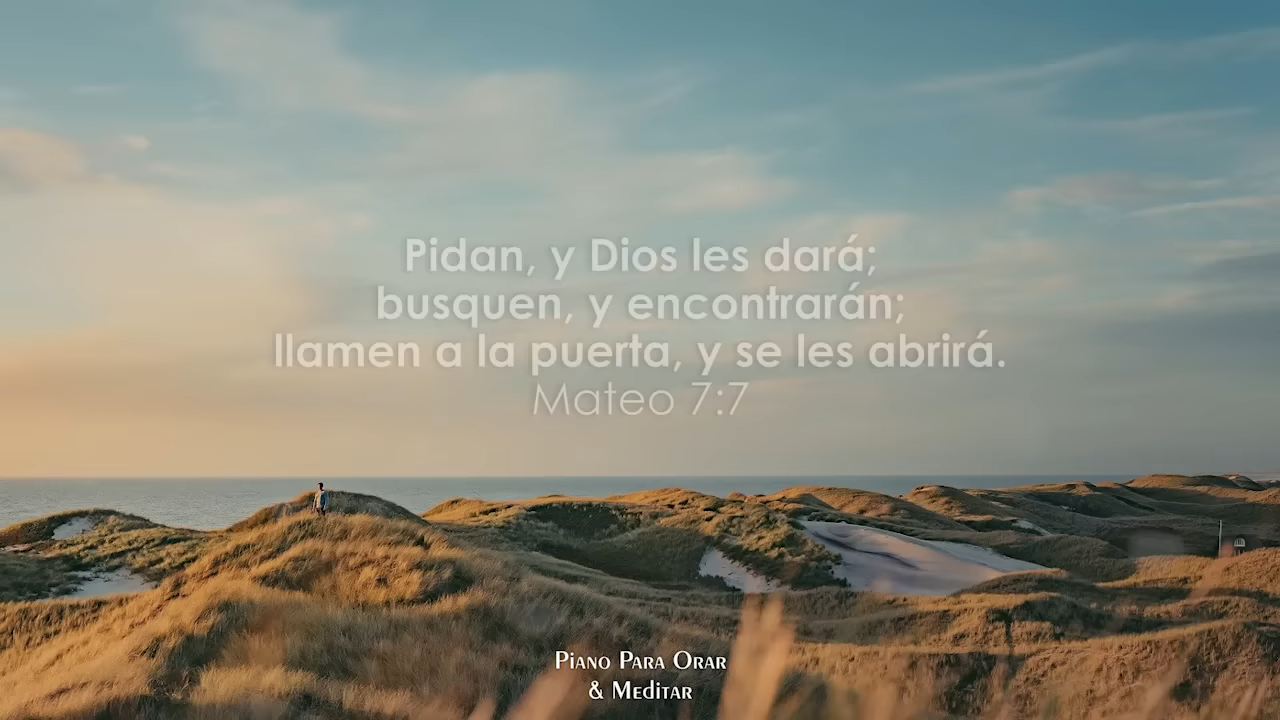 Pidan, y Dios les dará;
busquen, y encontrarán;
llamen a la puerta, y se les abrirá.
Mateo 7:7
Piano Para Orar
& Meditar